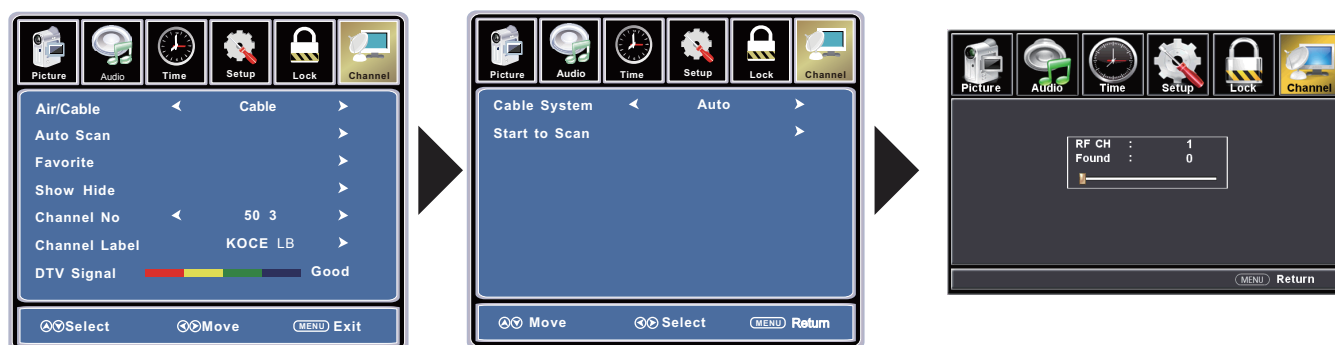 Picture Audio Time Setup Lock Channel
Air/Cable Cable
Auto Scan
Favorite
Show Hide
Channel No 50 3
Channel Label KOCE LB
DTV Signal Good
Select Move MENU Exit
Picture Audio Time Setup Lock Channel
Cable System Auto
Start to Scan
Move Select MENU Return
Picture Audio Time Setup Lock Channel
RF CH : 1
Found : 0
MENU Return